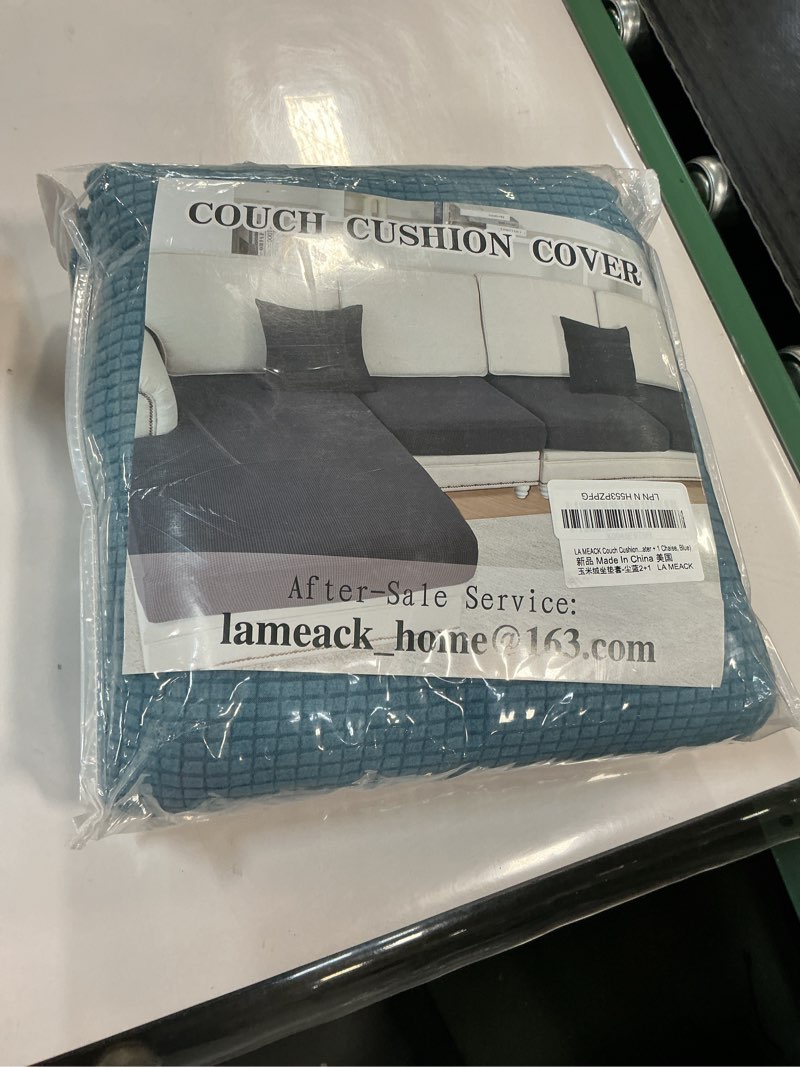 COUCH CUSHION COVER
LPN N H553PZPFG
LA MEACK Couch Cushion...ater + 1 Chaise, Blue)
新品 Made In China 美国
玉米绒坐垫套-尘蓝2+1 LA MEACK
After-Sale Service:
lameack_home@163.com